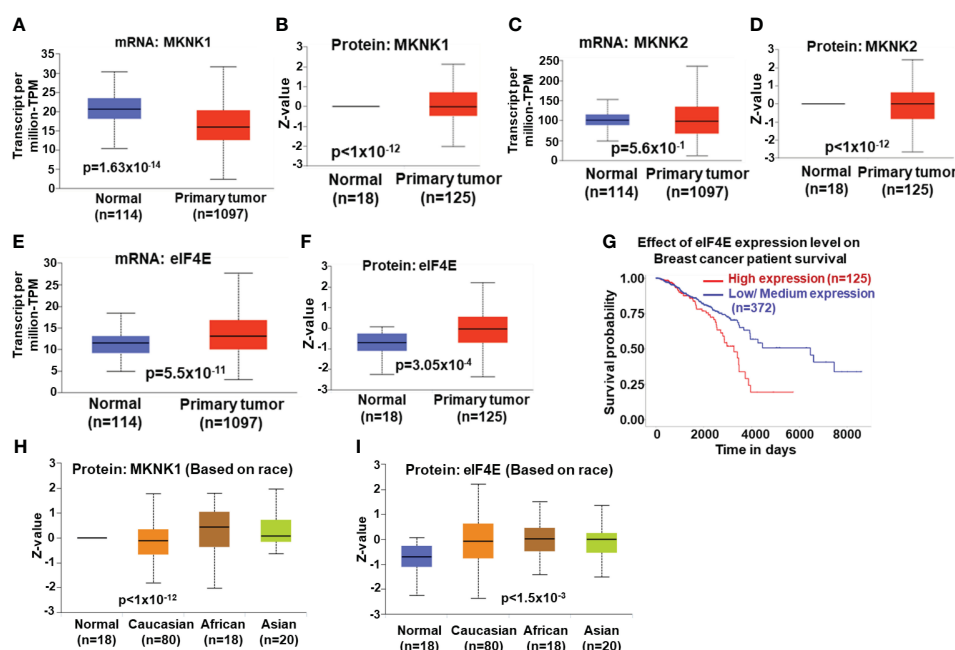 A
mRNA: MKNK1
Transcript per
million-TPM
35
30
25
20
15
10
5
0
p=1.63x10-14
Normal
(n=114)
Primary tumor
(n=1097)
B
Protein: MKNK1
Z-value
3
2
1
0
-1
-2
-3
p<1x10-12
Normal
(n=18)
Primary tumor
(n=125)
C
mRNA: MKNK2
Transcript per
million-TPM
250
200
150
100
50
0
p=5.6x10-1
Normal
(n=114)
Primary tumor
(n=1097)
D
Protein: MKNK2
Z-value
3
2
1
0
-1
-2
-3
p<1x10-12
Normal
(n=18)
Primary tumor
(n=125)
E
mRNA: eIF4E
Transcript per
million-TPM
30
25
20
15
10
5
0
p=5.5x10-11
Normal
(n=114)
Primary tumor
(n=1097)
F
Protein: eIF4E
Z-value
3
2
1
0
-1
-2
-3
p=3.05x10-4
Normal
(n=18)
Primary tumor
(n=125)
G
Effect of eIF4E expression level on
Breast cancer patient survival
High expression (n=125)
Low/ Medium expression
(n=372)
Survival probability
1.00
0.75
0.50
0.25
0.00
0 2000 4000 6000 8000
Time in days
H
Protein: MKNK1 (Based on race)
Z-value
3
2
1
0
-1
-2
-3
p<1x10-12
Normal
(n=18)
Caucasian
(n=80)
African
(n=18)
Asian
(n=20)
I
Protein: eIF4E (Based on race)
Z-value
3
2
1
0
-1
-2
-3
p<1.5x10-3
Normal
(n=18)
Caucasian
(n=80)
African
(n=18)
Asian
(n=20)